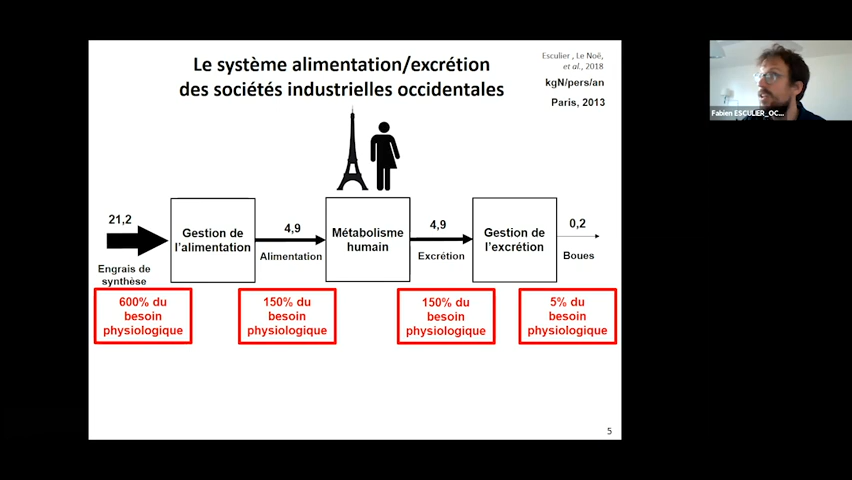 Le système alimentation/excrétion
des sociétés industrielles occidentales
Esculier , Le Noë,
et al., 2018
kgN/pers/an
Paris, 2013
Fabien ESCULIER_OC...
21,2
Engrais de
synthèse
Gestion de
l'alimentation
4,9
Alimentation
Métabolisme
humain
4,9
Excrétion
Gestion de
l'excrétion
0,2
Boues
600% du
besoin
physiologique
150% du
besoin
physiologique
150% du
besoin
physiologique
5% du
besoin
physiologique
5